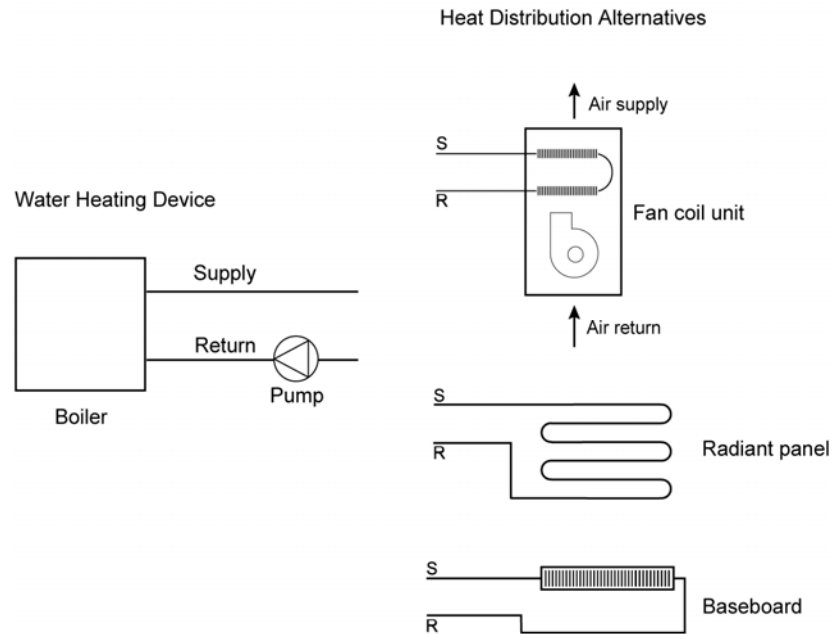 Heat Distribution Alternatives
Water Heating Device
Supply
Return
Pump
Boiler
Air supply
S
R
Fan coil unit
Air return
S
R
Radiant panel
S
R
Baseboard